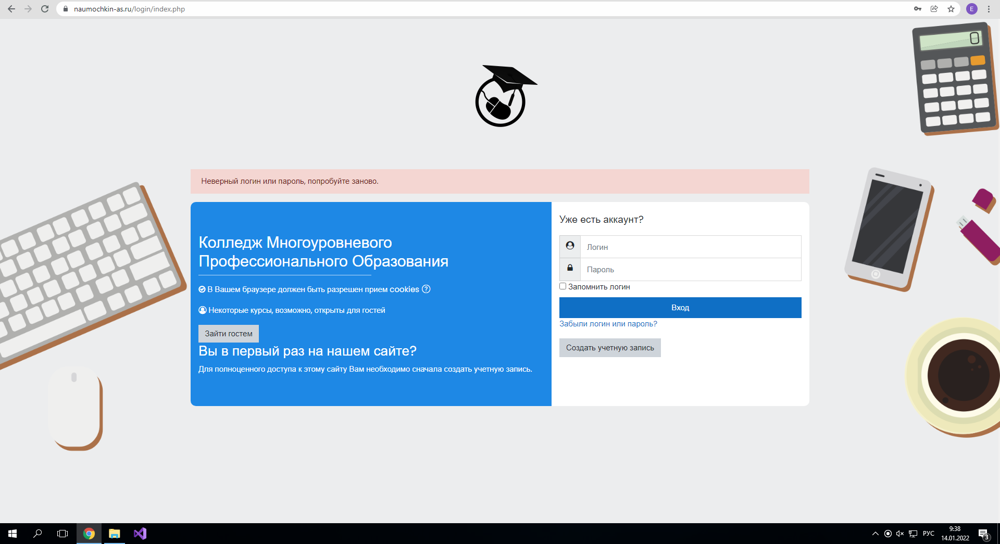 naumochkin-as.ru/login/index.php
E
0
Неверный логин или пароль, попробуйте заново.
Колледж Многоуровневого
Профессионального Образования
В Вашем браузере должен быть разрешен прием cookies
Некоторые курсы, возможно, открыты для гостей
Зайти гостем
Вы в первый раз на нашем сайте?
Для полноценного доступа к этому сайту Вам необходимо сначала создать учетную запись.
Уже есть аккаунт?
Логин
Пароль
Запомнить логин
Вход
Забыли логин или пароль?
Создать учетную запись
РУС
9:38
14.01.2022
3